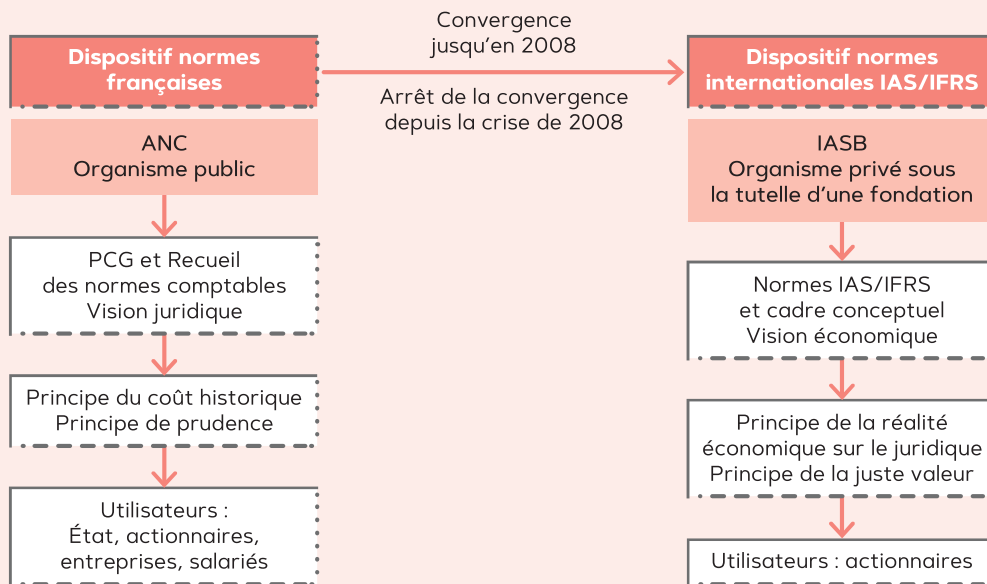 Convergence
jusqu’en 2008
Arrêt de la convergence
depuis la crise de 2008
Dispositif normes
françaises
ANC
Organisme public
PCG et Recueil
des normes comptables
Vision juridique
Principe du coût historique
Principe de prudence
Utilisateurs :
État, actionnaires,
entreprises, salariés
Dispositif normes
internationales IAS/IFRS
IASB
Organisme privé sous
la tutelle d’une fondation
Normes IAS/IFRS
et cadre conceptuel
Vision économique
Principe de la réalité
économique sur le juridique
Principe de la juste valeur
Utilisateurs : actionnaires